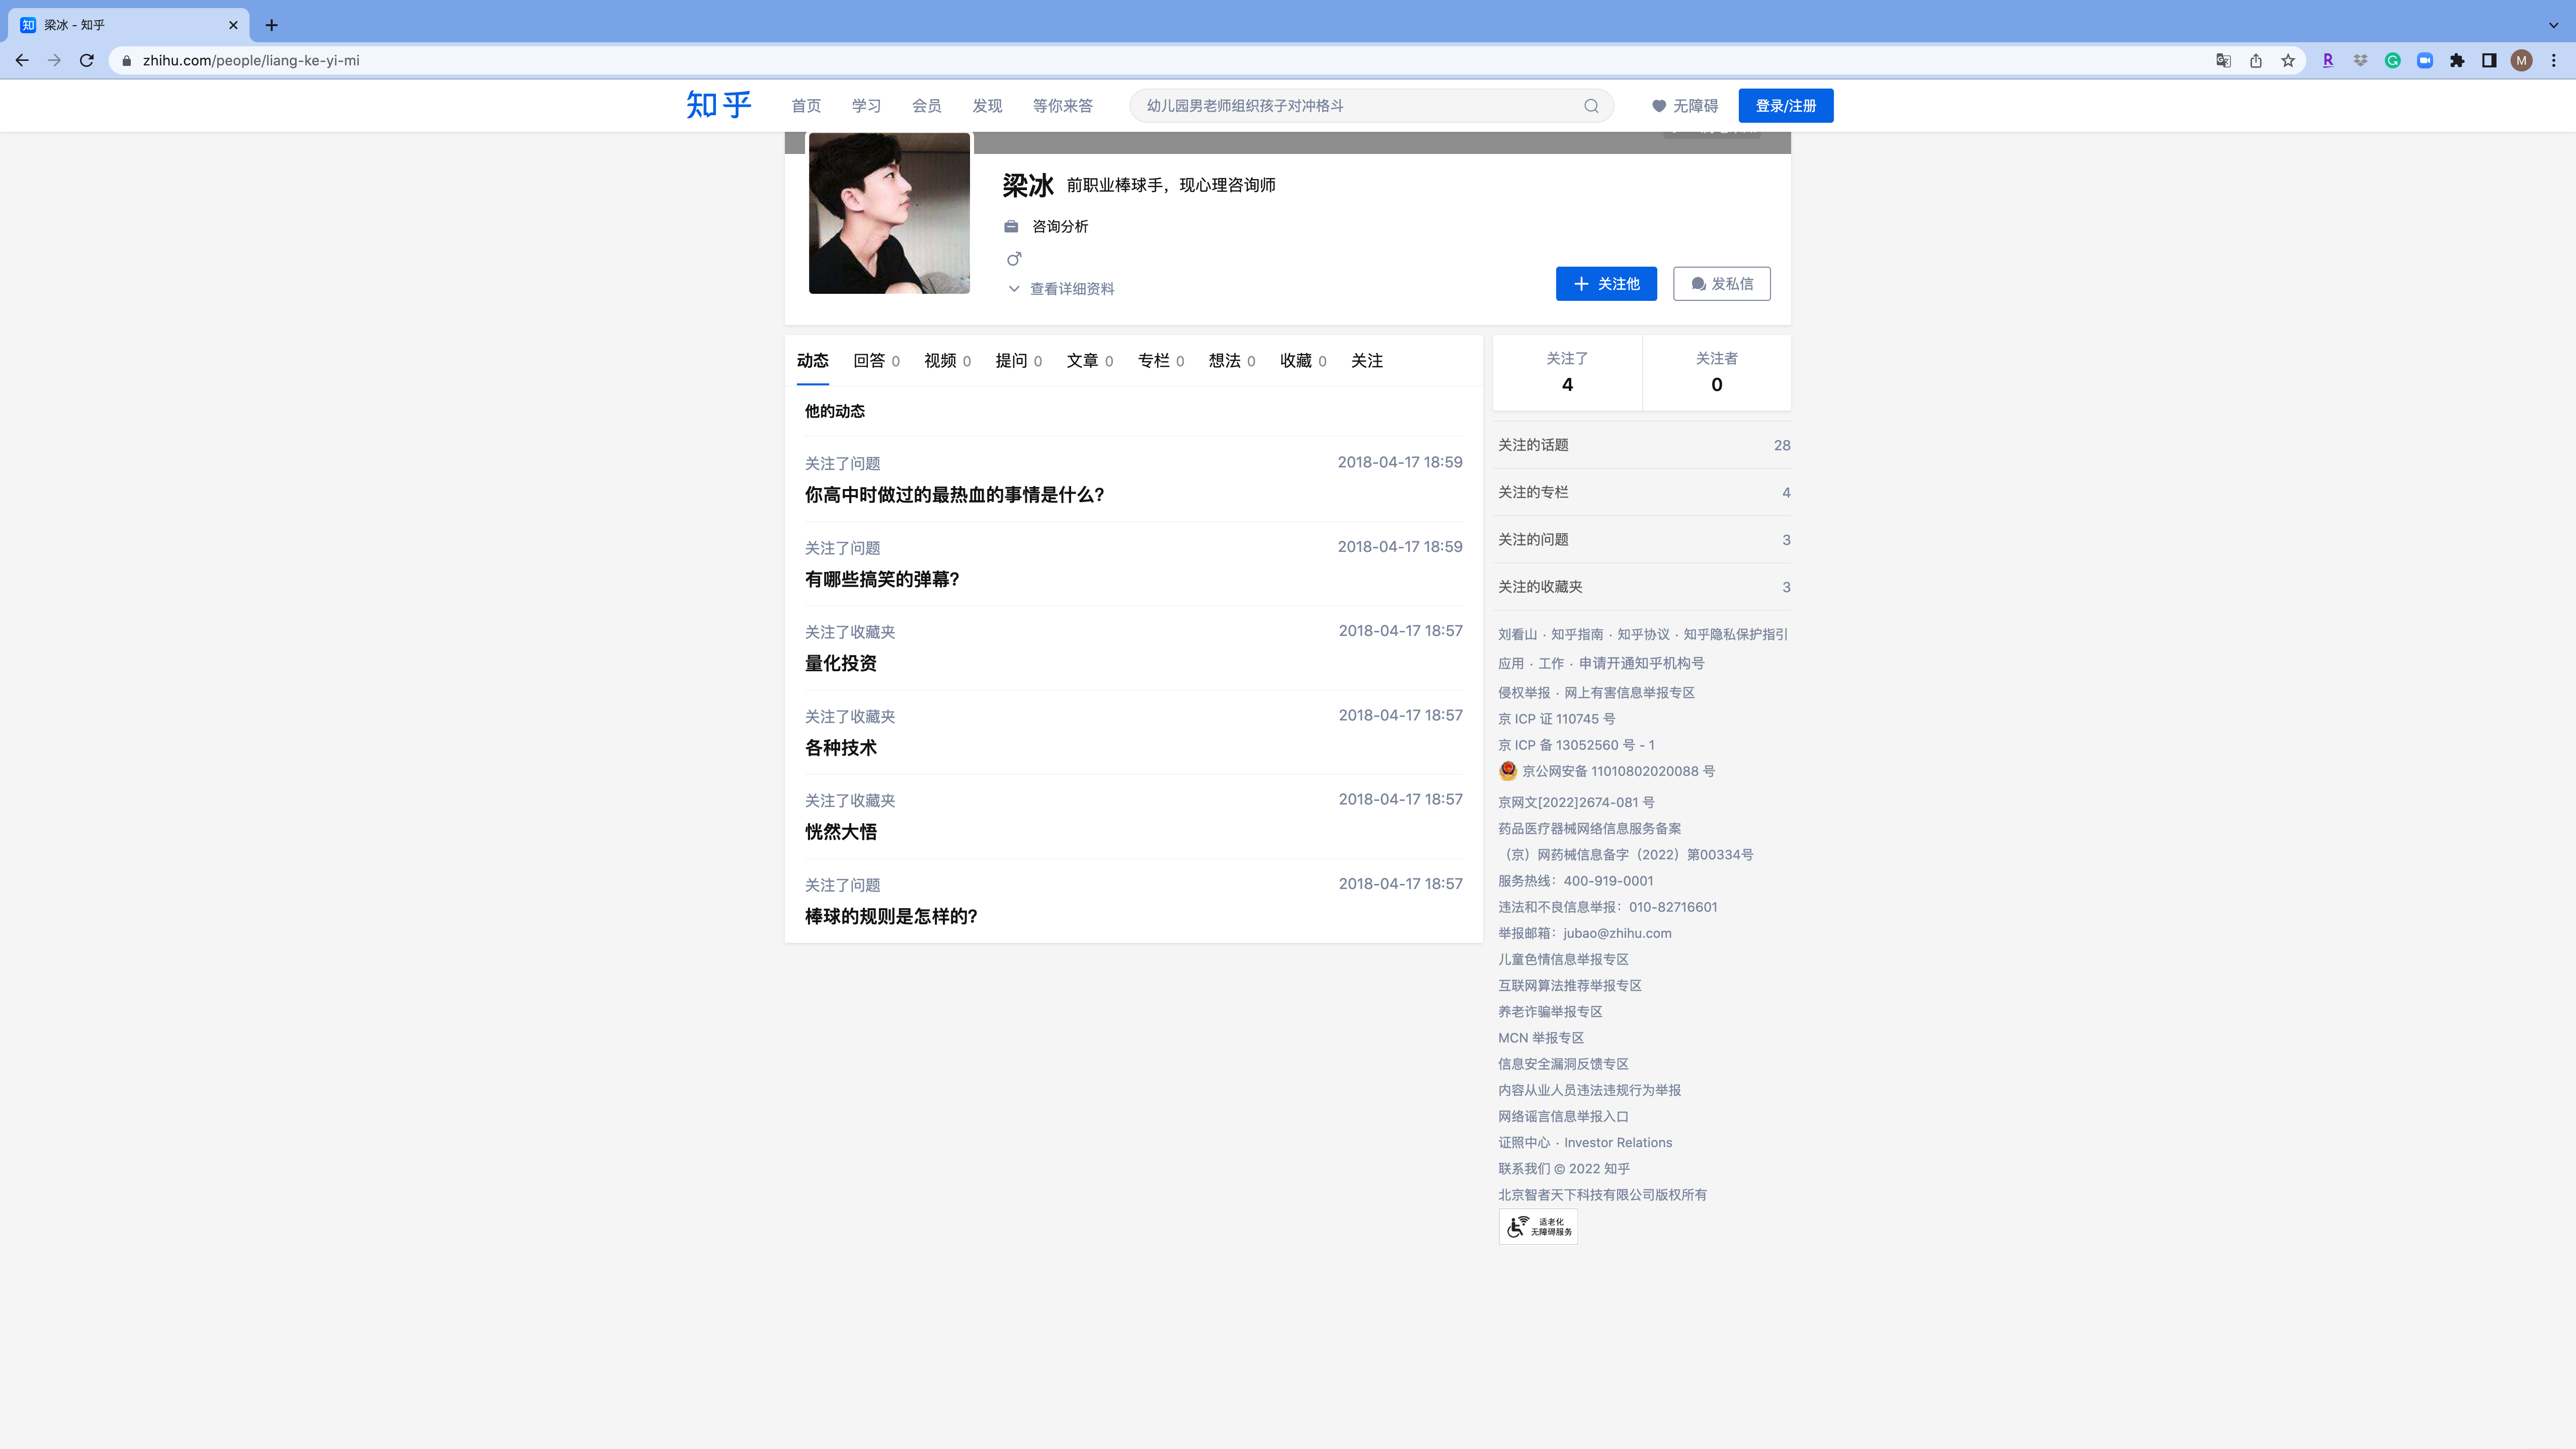 知 梁冰 - 知乎
zhihu.com/people/liang-ke-yi-mi
R
M
知乎 首页 学习 会员 发现 等你来答 幼儿园男老师组织孩子对冲格斗 无障碍 登录/注册
梁冰 前职业棒球手，现心理咨询师
咨询分析
查看详细资料
关注他 发私信
动态 回答 0 视频 0 提问 0 文章 0 专栏 0 想法 0 收藏 0 关注
他的动态
关注了问题 2018-04-17 18:59
你高中时做过的最热血的事情是什么？
关注了问题 2018-04-17 18:59
有哪些搞笑的弹幕？
关注了收藏夹 2018-04-17 18:57
量化投资
关注了收藏夹 2018-04-17 18:57
各种技术
关注了收藏夹 2018-04-17 18:57
恍然大悟
关注了问题 2018-04-17 18:57
棒球的规则是怎样的？
关注了 关注者
4 0
关注的话题 28
关注的专栏 4
关注的问题 3
关注的收藏夹 3
刘看山 · 知乎指南 · 知乎协议 · 知乎隐私保护指引
应用 · 工作 · 申请开通知乎机构号
侵权举报 · 网上有害信息举报专区
京 ICP 证 110745 号
京 ICP 备 13052560 号 - 1
京公网安备 11010802020088 号
京网文[2022]2674-081 号
药品医疗器械网络信息服务备案
（京）网药械信息备字（2022）第00334号
服务热线：400-919-0001
违法和不良信息举报：010-82716601
举报邮箱：jubao@zhihu.com
儿童色情信息举报专区
互联网算法推荐举报专区
养老诈骗举报专区
MCN 举报专区
信息安全漏洞反馈专区
内容从业人员违法违规行为举报
网络谣言信息举报入口
证照中心 · Investor Relations
联系我们 © 2022 知乎
北京智者天下科技有限公司版权所有
适老化
无障碍服务